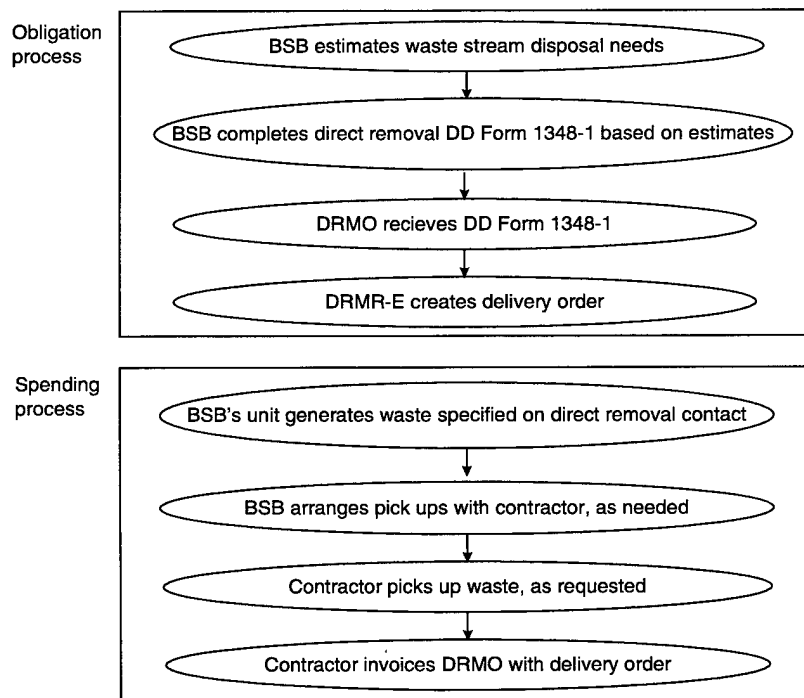 Obligation
process
BSB estimates waste stream disposal needs
BSB completes direct removal DD Form 1348-1 based on estimates
DRMO recieves DD Form 1348-1
DRMR-E creates delivery order
Spending
process
BSB's unit generates waste specified on direct removal contact
BSB arranges pick ups with contractor, as needed
Contractor picks up waste, as requested
Contractor invoices DRMO with delivery order